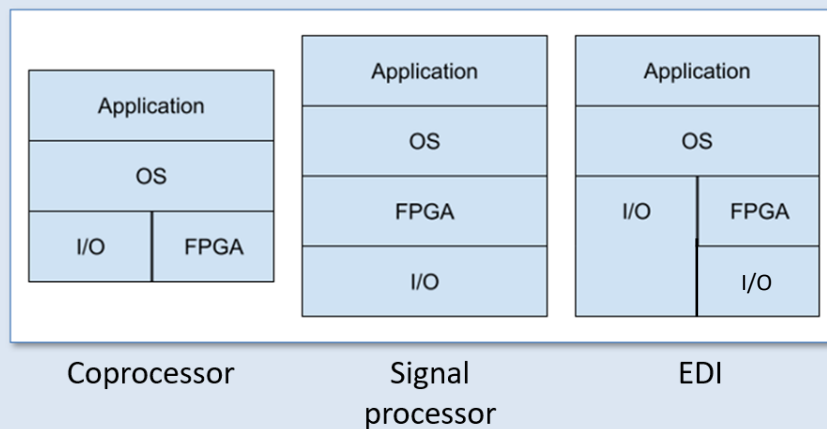 Application
OS
I/O
FPGA
Coprocessor
Application
OS
FPGA
I/O
Signal
processor
Application
OS
I/O
FPGA
I/O
EDI